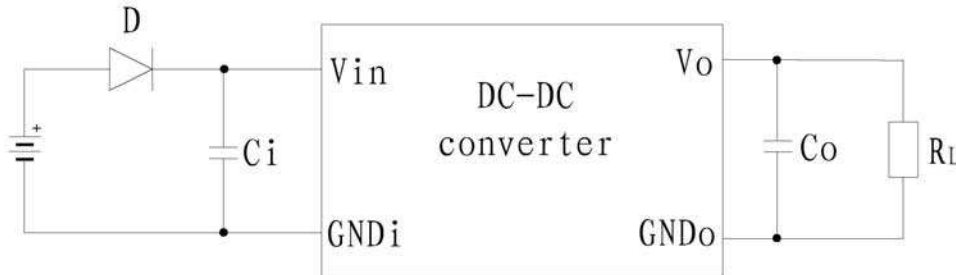 D
+
Vin
Ci
GNDi
DC-DC
converter
Vo
Co
RL
GNDo